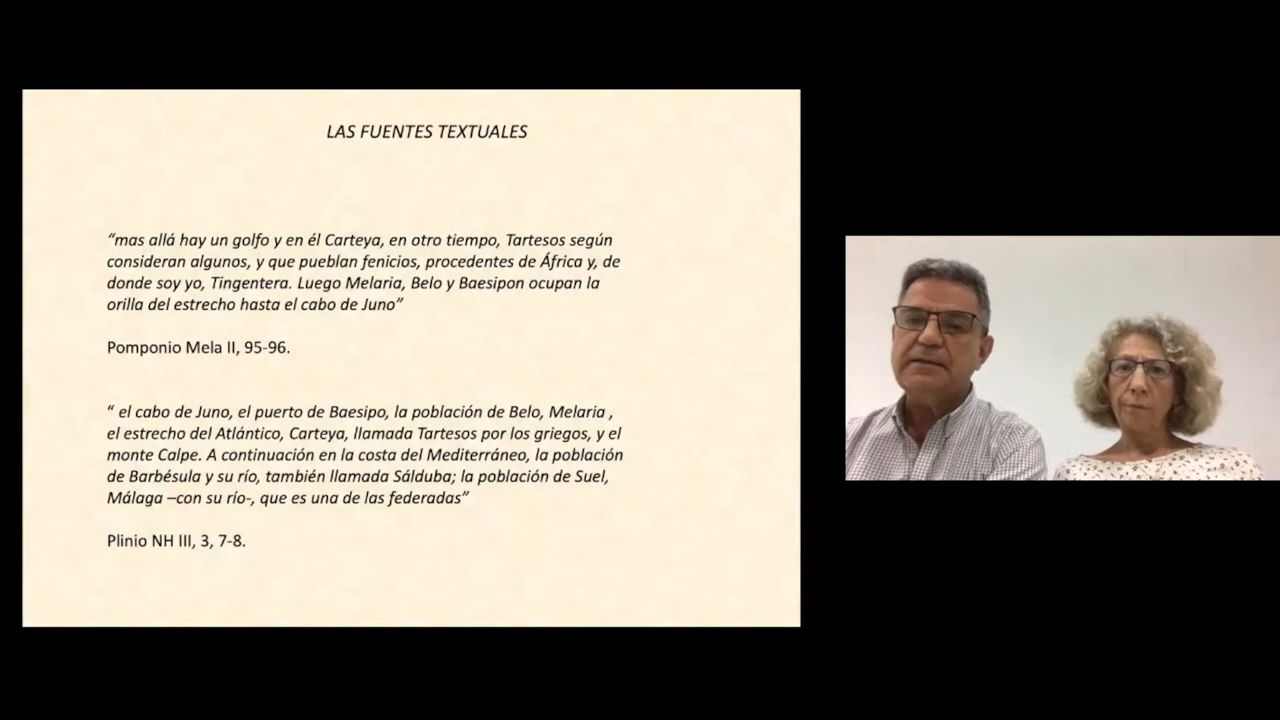 LAS FUENTES TEXTUALES
“mas allá hay un golfo y en él Carteya, en otro tiempo, Tartesos según
consideran algunos, y que pueblan fenicios, procedentes de África y, de
donde soy yo, Tingentera. Luego Melaria, Belo y Baesipon ocupan la
orilla del estrecho hasta el cabo de Juno”
Pomponio Mela II, 95-96.
“ el cabo de Juno, el puerto de Baesipo, la población de Belo, Melaria ,
el estrecho del Atlántico, Carteya, llamada Tartesos por los griegos, y el
monte Calpe. A continuación en la costa del Mediterráneo, la población
de Barbésula y su río, también llamada Sálduba; la población de Suel,
Málaga –con su río-, que es una de las federadas”
Plinio NH III, 3, 7-8.